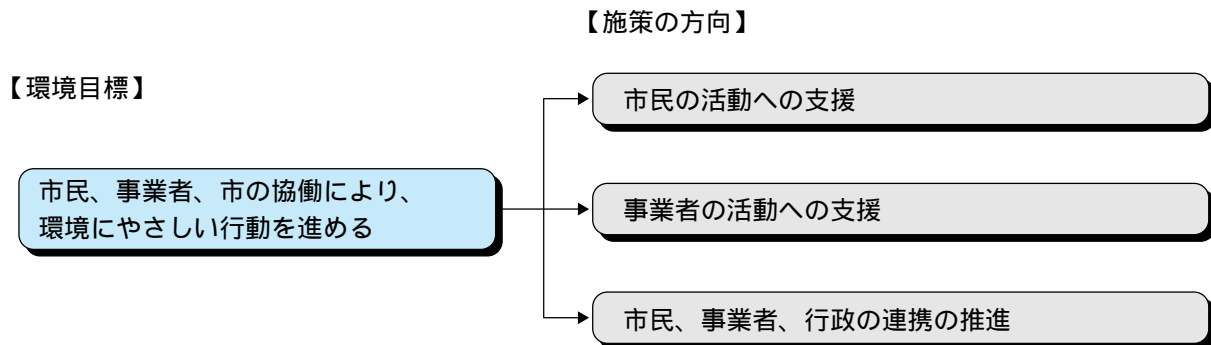 【施策の方向】
【環境目標】
市民の活動への支援
市民、事業者、市の協働により、
環境にやさしい行動を進める
事業者の活動への支援
市民、事業者、行政の連携の推進